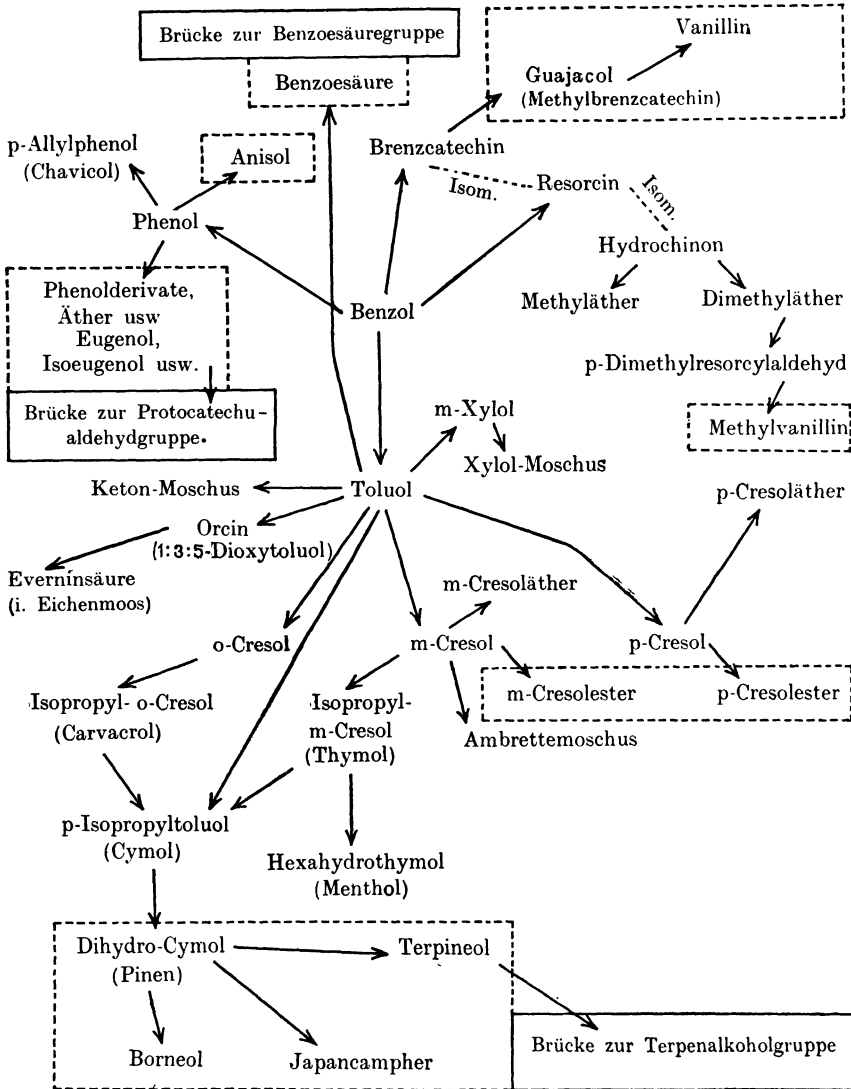 Brücke zur Benzoesäuregruppe
Benzoesäure
Vanillin
Guajacol
(Methylbrenzcatechin)
p-Allylphenol
(Chavicol)
Anisol
Brenzcatechin
Isom.
Resorcin
Isom.
Phenol
Hydrochinon
Phenolderivate,
Äther usw
Eugenol,
Isoeugenol usw.
Benzol
Methyläther
Dimethyläther
p-Dimethylresorcylaldehyd
Brücke zur Protocatechu-
aldehydgruppe.
m-Xylol
Methylvanillin
Xylol-Moschus
Keton-Moschus
Toluol
p-Cresoläther
Orcin
(1:3:5-Dioxytoluol)
Everninsäure
(i. Eichenmoos)
m-Cresoläther
o-Cresol
m-Cresol
p-Cresol
Isopropyl- o-Cresol
(Carvacrol)
Isopropyl-
m-Cresol
(Thymol)
m-Cresolester
p-Cresolester
Ambrettemoschus
p-Isopropyltoluol
(Cymol)
Hexahydrothymol
(Menthol)
Dihydro-Cymol
(Pinen)
Terpineol
Borneol
Japancampher
Brücke zur Terpenalkoholgruppe